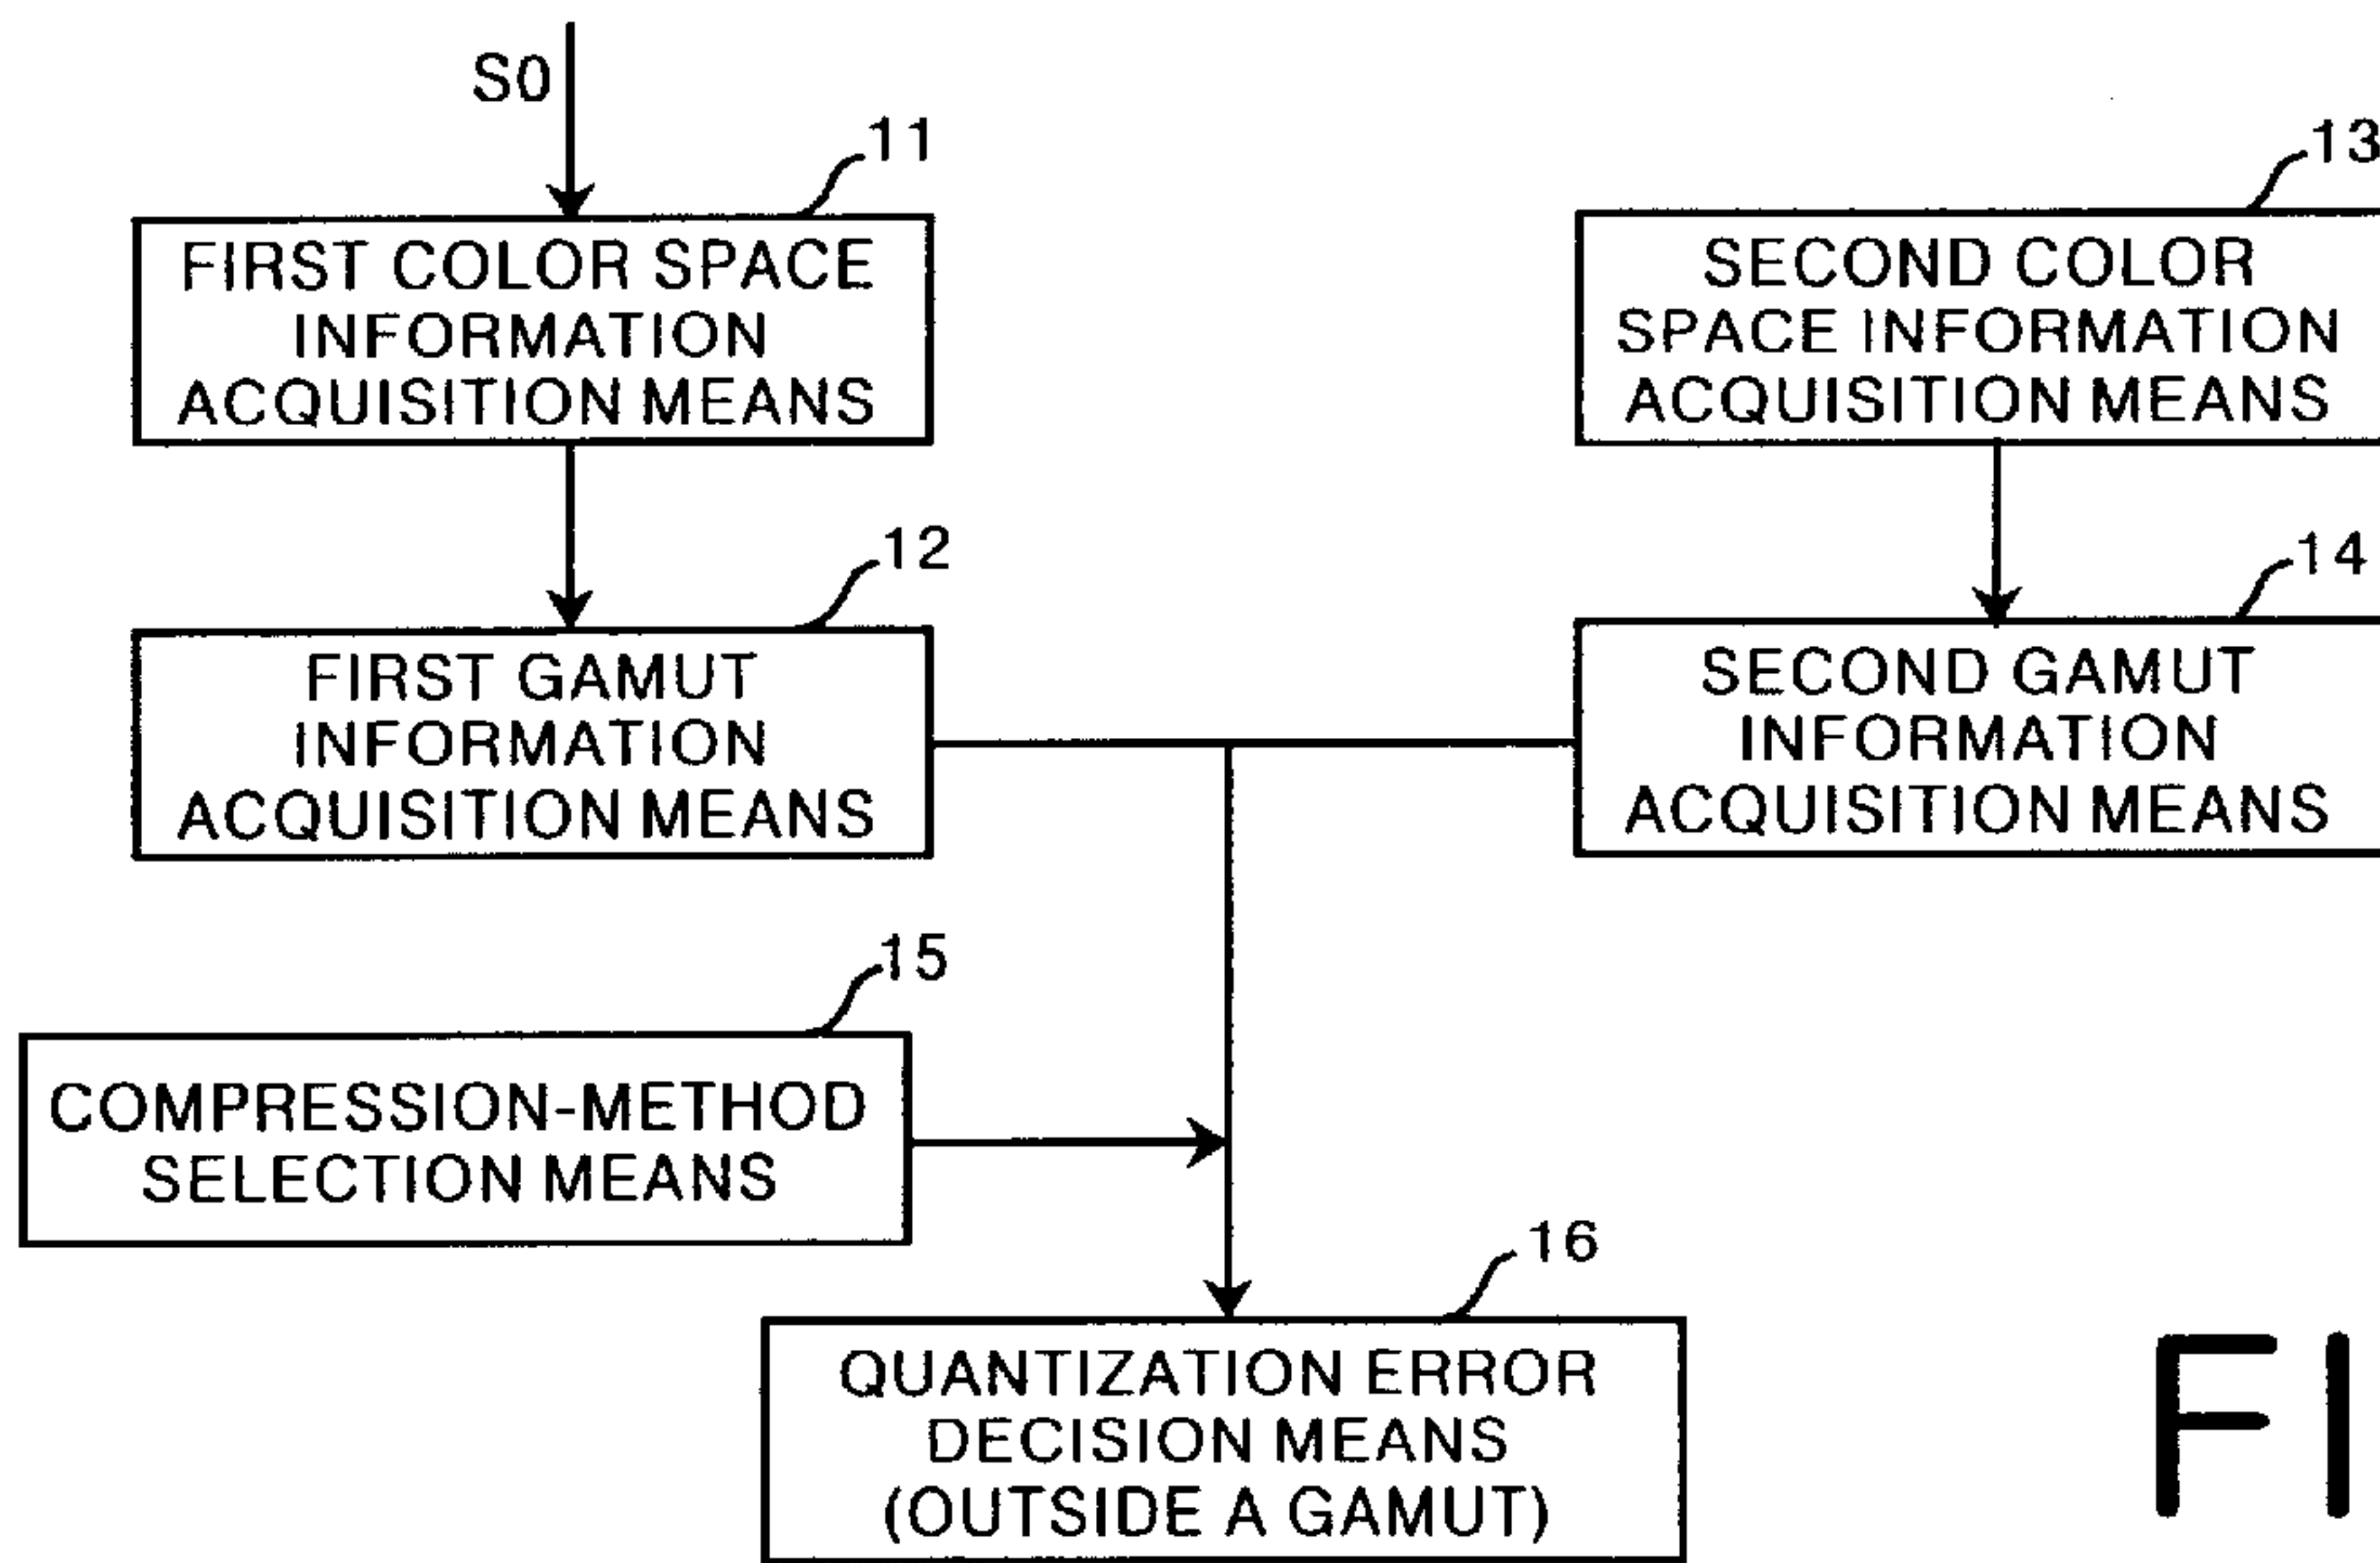 S0
11
FIRST COLOR SPACE
INFORMATION
ACQUISITION MEANS
13
SECOND COLOR
SPACE INFORMATION
ACQUISITION MEANS
12
FIRST GAMUT
INFORMATION
ACQUISITION MEANS
14
SECOND GAMUT
INFORMATION
ACQUISITION MEANS
15
COMPRESSION-METHOD
SELECTION MEANS
16
QUANTIZATION ERROR
DECISION MEANS
(OUTSIDE A GAMUT)
FI